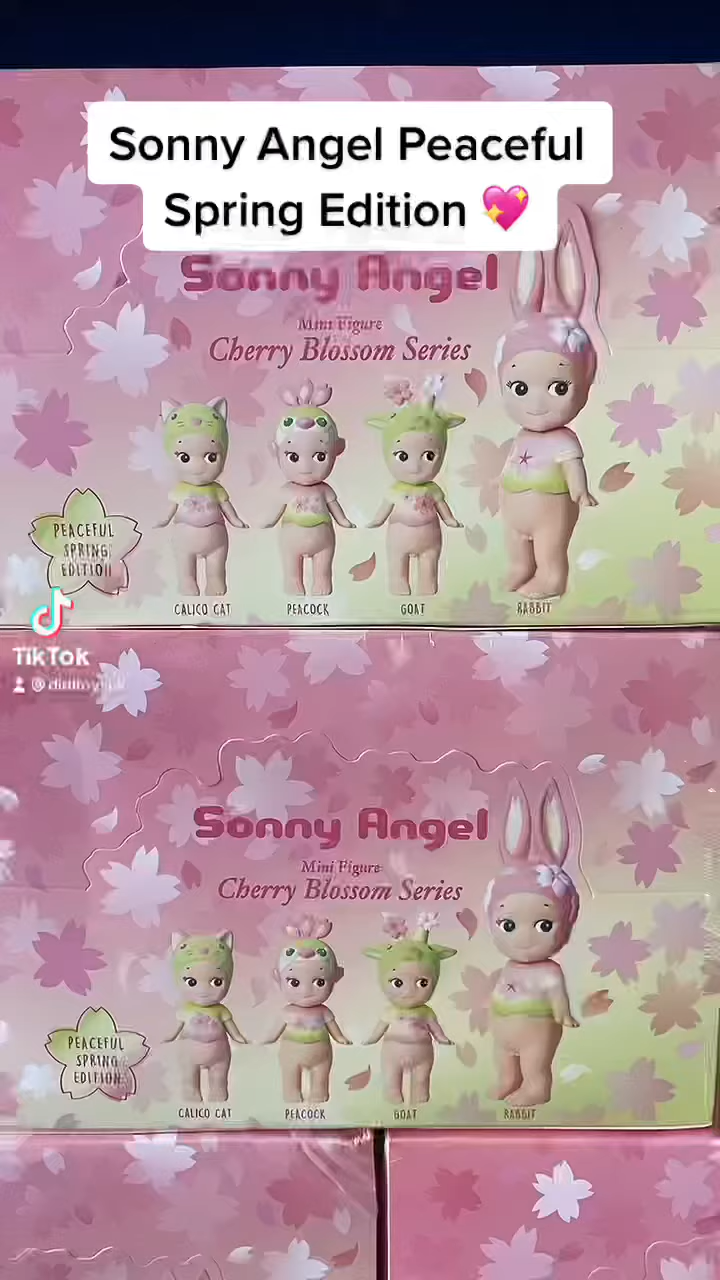 Sonny Angel Peaceful
Spring Edition 💖
Sonny Angel
Mini Figure
Cherry Blossom Series
PEACEFUL
SPRING
EDITION
CALICO CAT
PEACOCK
GOAT
RABBIT
TikTok
Sonny Angel
Mini Figure
Cherry Blossom Series
PEACEFUL
SPRING
EDITION
CALICO CAT
PEACOCK
GOAT
RABBIT